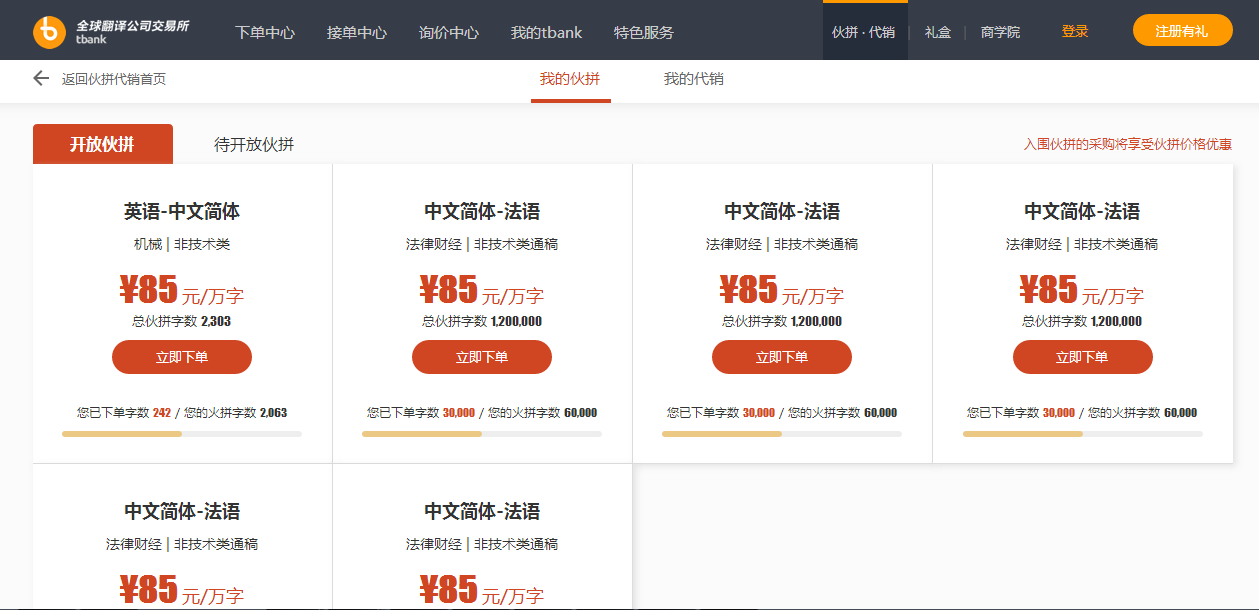 全球翻译公司交易所
tbank
下单中心 接单中心 询价中心 我的tbank 特色服务 伙拼·代销 礼盒 商学院 登录 注册有礼
返回伙拼代销首页 我的伙拼 我的代销
开放伙拼 待开放伙拼 入围伙拼的采购将享受伙拼价格优惠
英语-中文简体 中文简体-法语 中文简体-法语 中文简体-法语
机械 | 非技术类 法律财经 | 非技术类通稿 法律财经 | 非技术类通稿 法律财经 | 非技术类通稿
¥85 元/万字 ¥85 元/万字 ¥85 元/万字 ¥85 元/万字
总伙拼字数 2,303 总伙拼字数 1,200,000 总伙拼字数 1,200,000 总伙拼字数 1,200,000
立即下单 立即下单 立即下单 立即下单
您已下单字数 242 / 您的火拼字数 2,063 您已下单字数 30,000 / 您的火拼字数 60,000 您已下单字数 30,000 / 您的火拼字数 60,000 您已下单字数 30,000 / 您的火拼字数 60,000
中文简体-法语 中文简体-法语
法律财经 | 非技术类通稿 法律财经 | 非技术类通稿
¥85 元/万字 ¥85 元/万字